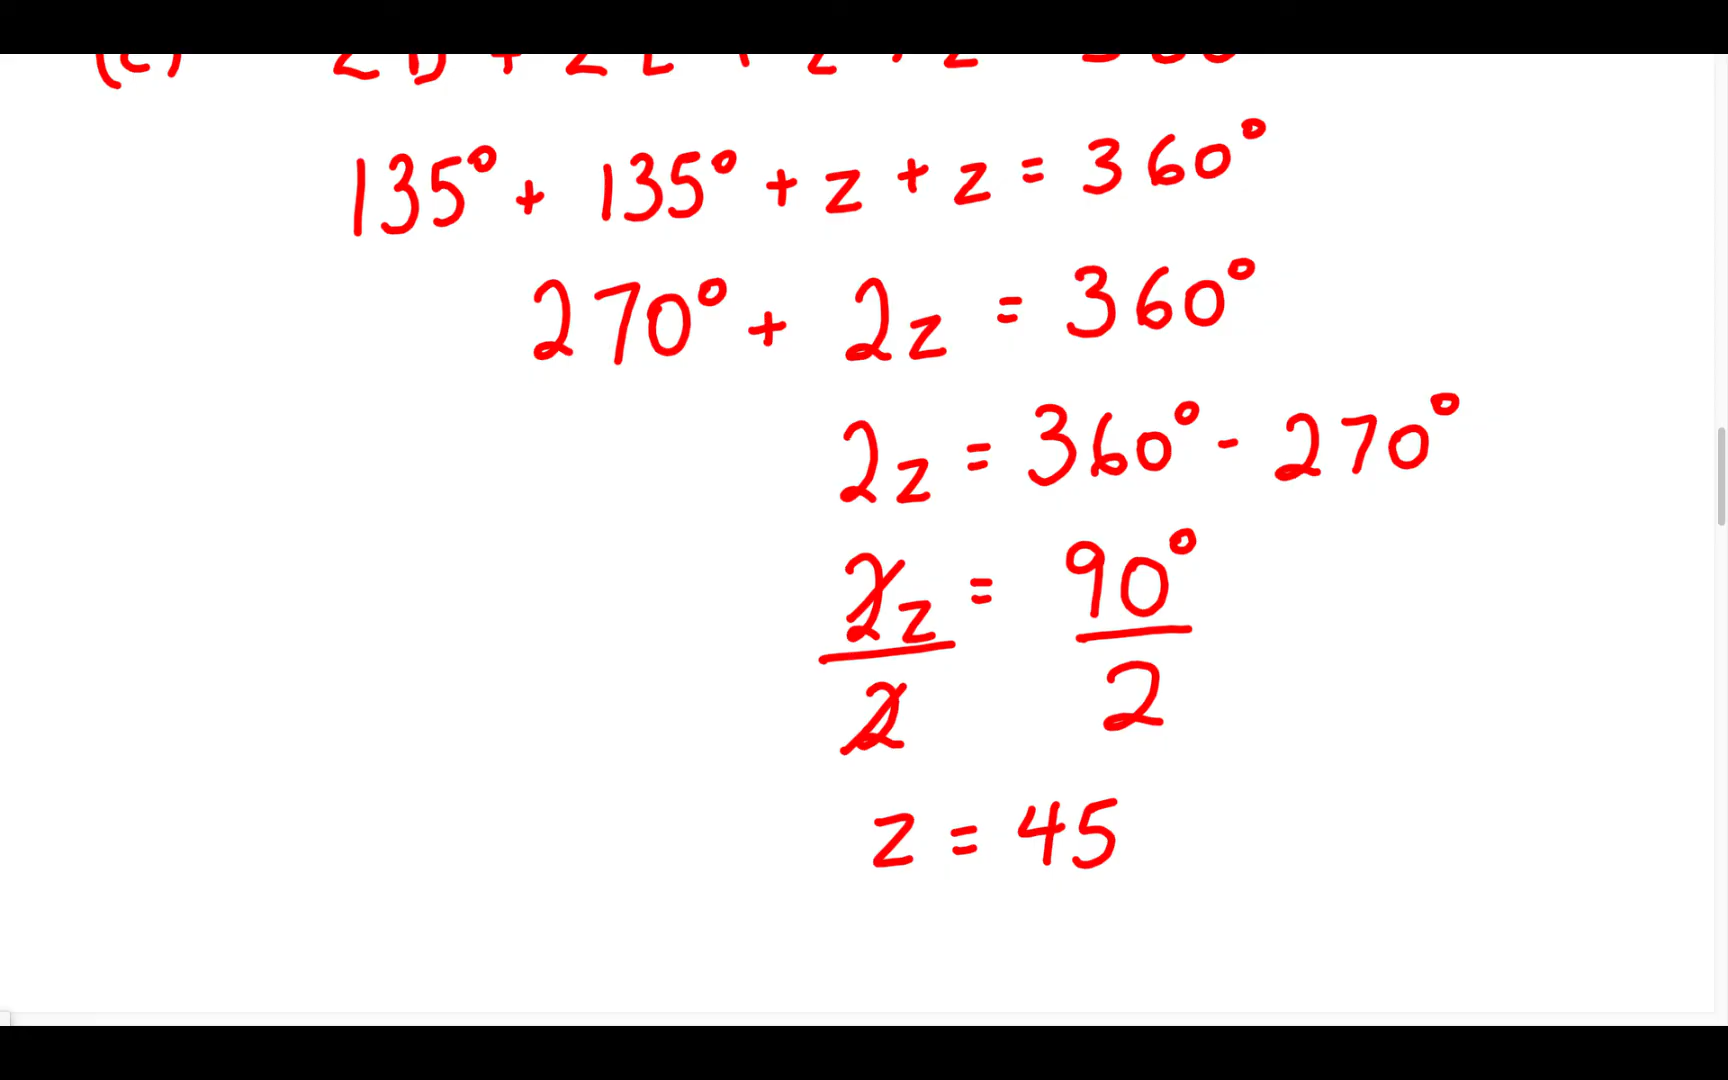 135° + 135° + z + z = 360°
270° + 2z = 360°
2z = 360° - 270°
2z/2 = 90°/2
z = 45